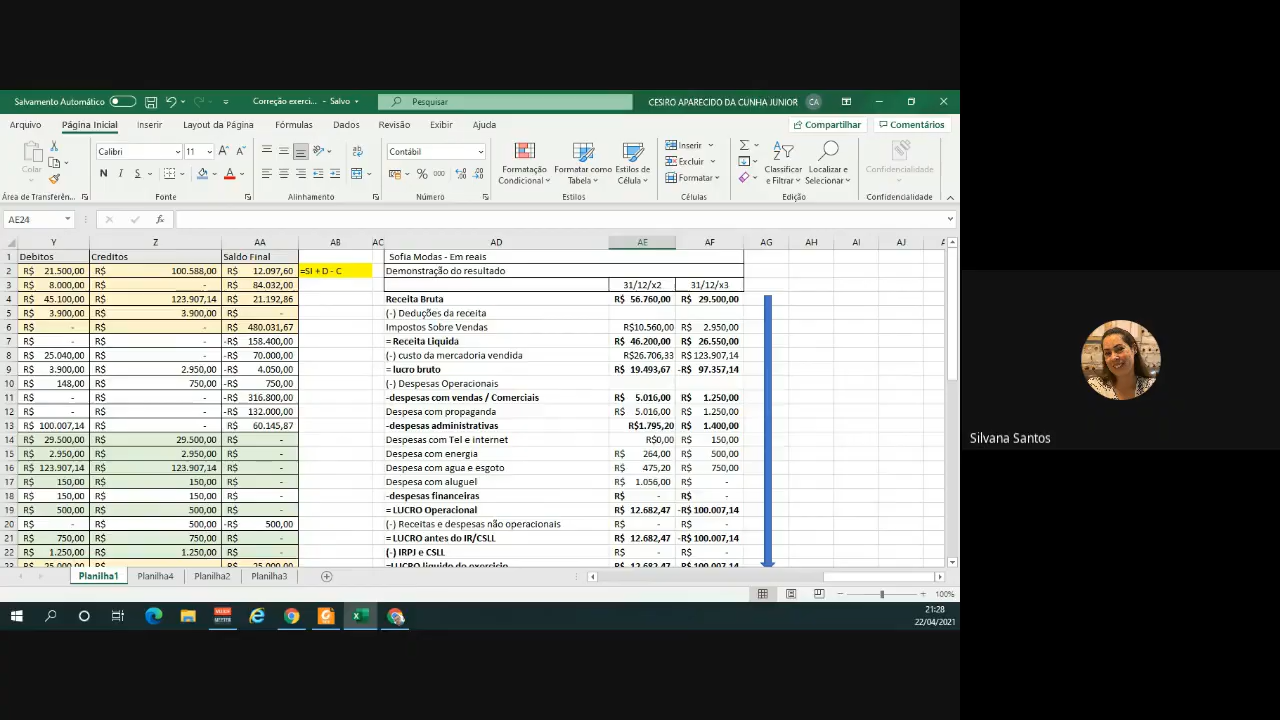 Salvamento Automático Correção exerci... - Salvo Pesquisar CESIRO APARECIDO DA CUNHA JUNIOR CA
Arquivo Página Inicial Inserir Layout da Página Fórmulas Dados Revisão Exibir Ajuda Compartilhar Comentários
Colar Calibri 11 Contábil Formatação Condicional Formatar como Tabela Estilos de Célula Inserir Excluir Formatar Classificar e Filtrar Localizar e Selecionar Confidencialidade
Área de Transferên... Fonte Alinhamento Número Estilos Células Edição Confidencialidade
AE24 fx
Y Z AA AB AC AD AE AF AG AH AI AJ
1 Debitos Creditos Saldo Final Sofia Modas - Em reais
2 R$ 21.500,00 R$ 100.588,00 R$ 12.097,60 =SI + D - C Demonstração do resultado
3 R$ 8.000,00 R$ - R$ 84.032,00 31/12/x2 31/12/x3
4 R$ 45.100,00 R$ 123.907,14 R$ 21.192,86 Receita Bruta R$ 56.760,00 R$ 29.500,00
5 R$ 3.900,00 R$ 3.900,00 R$ - (-) Deduções da receita
6 R$ - R$ - R$ 480.031,67 Impostos Sobre Vendas R$10.560,00 R$ 2.950,00
7 R$ - R$ - -R$ 158.400,00 = Receita Liquida R$ 46.200,00 R$ 26.550,00
8 R$ 25.040,00 R$ - -R$ 70.000,00 (-) custo da mercadoria vendida R$26.706,33 R$ 123.907,14
9 R$ 3.900,00 R$ 2.950,00 -R$ 4.050,00 = lucro bruto R$ 19.493,67 -R$ 97.357,14
10 R$ 148,00 R$ 750,00 -R$ 750,00 (-) Despesas Operacionais
11 R$ - R$ - -R$ 316.800,00 -despesas com vendas / Comerciais R$ 5.016,00 R$ 1.250,00
12 R$ - R$ - -R$ 132.000,00 Despesa com propaganda R$ 5.016,00 R$ 1.250,00
13 R$ 100.007,14 R$ - R$ 60.145,87 -despesas administrativas R$1.795,20 R$ 1.400,00
14 R$ 29.500,00 R$ 29.500,00 R$ - Despesas com Tel e internet R$0,00 R$ 150,00
15 R$ 2.950,00 R$ 2.950,00 R$ - Despesa com energia R$ 264,00 R$ 500,00
16 R$ 123.907,14 R$ 123.907,14 R$ - Despesa com agua e esgoto R$ 475,20 R$ 750,00
17 R$ 150,00 R$ 150,00 R$ - Despesa com aluguel R$ 1.056,00 R$ -
18 R$ 150,00 R$ 150,00 R$ - -despesas financeiras R$ - R$ -
19 R$ 500,00 R$ 500,00 R$ - = LUCRO Operacional R$ 12.682,47 -R$ 100.007,14
20 R$ - R$ 500,00 -R$ 500,00 (-) Receitas e despesas não operacionais R$ - R$ -
21 R$ 750,00 R$ 750,00 R$ - = LUCRO antes do IR/CSLL R$ 12.682,47 -R$ 100.007,14
22 R$ 1.250,00 R$ 1.250,00 R$ - (-) IRPJ e CSLL R$ - R$ -
R$ 25.000,00 R$ - R$ 25.000,00 =LUCRO liquido do exercicio R$ 12.682,47 -R$ 100.007,14
Planilha1 Planilha4 Planilha2 Planilha3
100%
21:28
22/04/2021
Silvana Santos